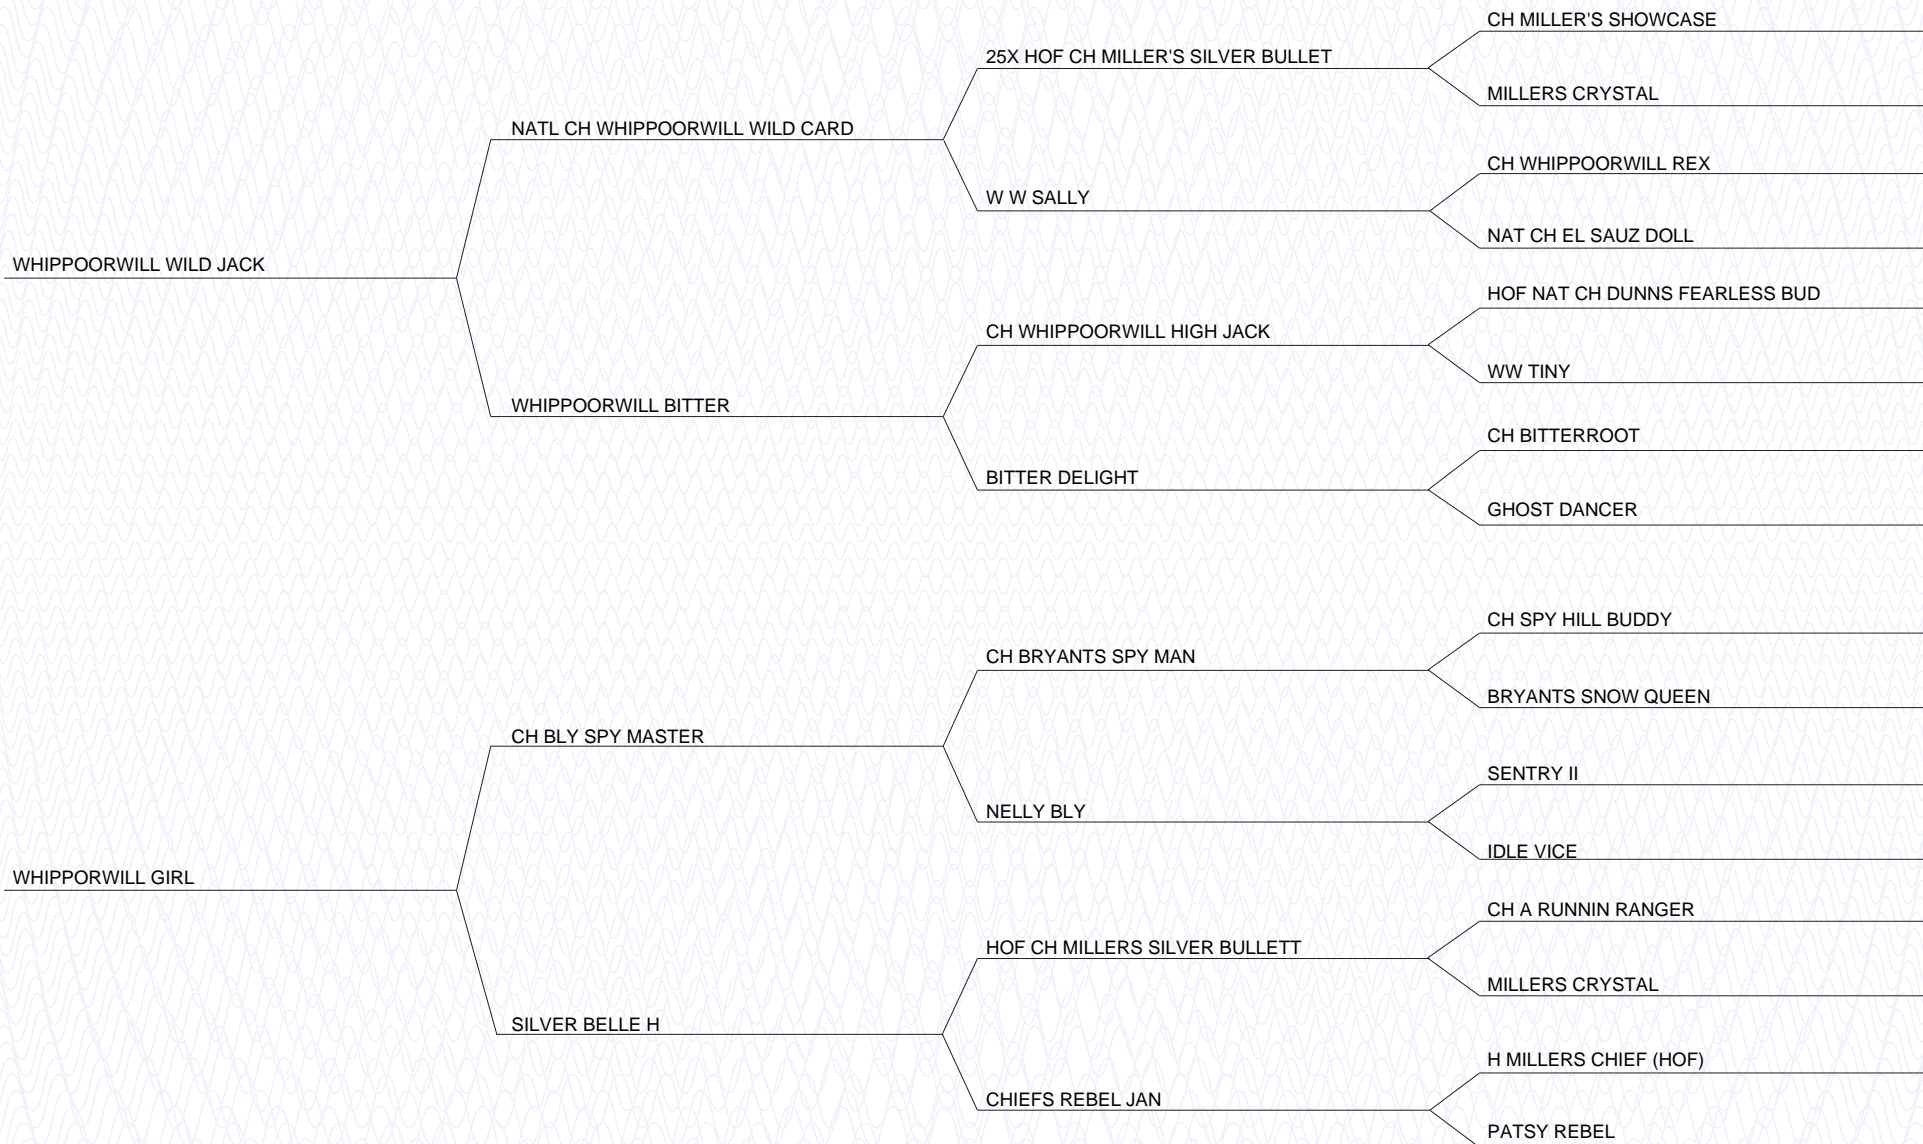 WHIPPOORWILL WILD JACK
NATL CH WHIPPOORWILL WILD CARD
25X HOF CH MILLER'S SILVER BULLET
CH MILLER'S SHOWCASE
MILLERS CRYSTAL
W W SALLY
CH WHIPPOORWILL REX
NAT CH EL SAUZ DOLL
WHIPPOORWILL BITTER
CH WHIPPOORWILL HIGH JACK
HOF NAT CH DUNNS FEARLESS BUD
WW TINY
BITTER DELIGHT
CH BITTERROOT
GHOST DANCER
WHIPPORWILL GIRL
CH BLY SPY MASTER
CH BRYANTS SPY MAN
CH SPY HILL BUDDY
BRYANTS SNOW QUEEN
NELLY BLY
SENTRY II
IDLE VICE
SILVER BELLE H
HOF CH MILLERS SILVER BULLETT
CH A RUNNIN RANGER
MILLERS CRYSTAL
CHIEFS REBEL JAN
H MILLERS CHIEF (HOF)
PATSY REBEL